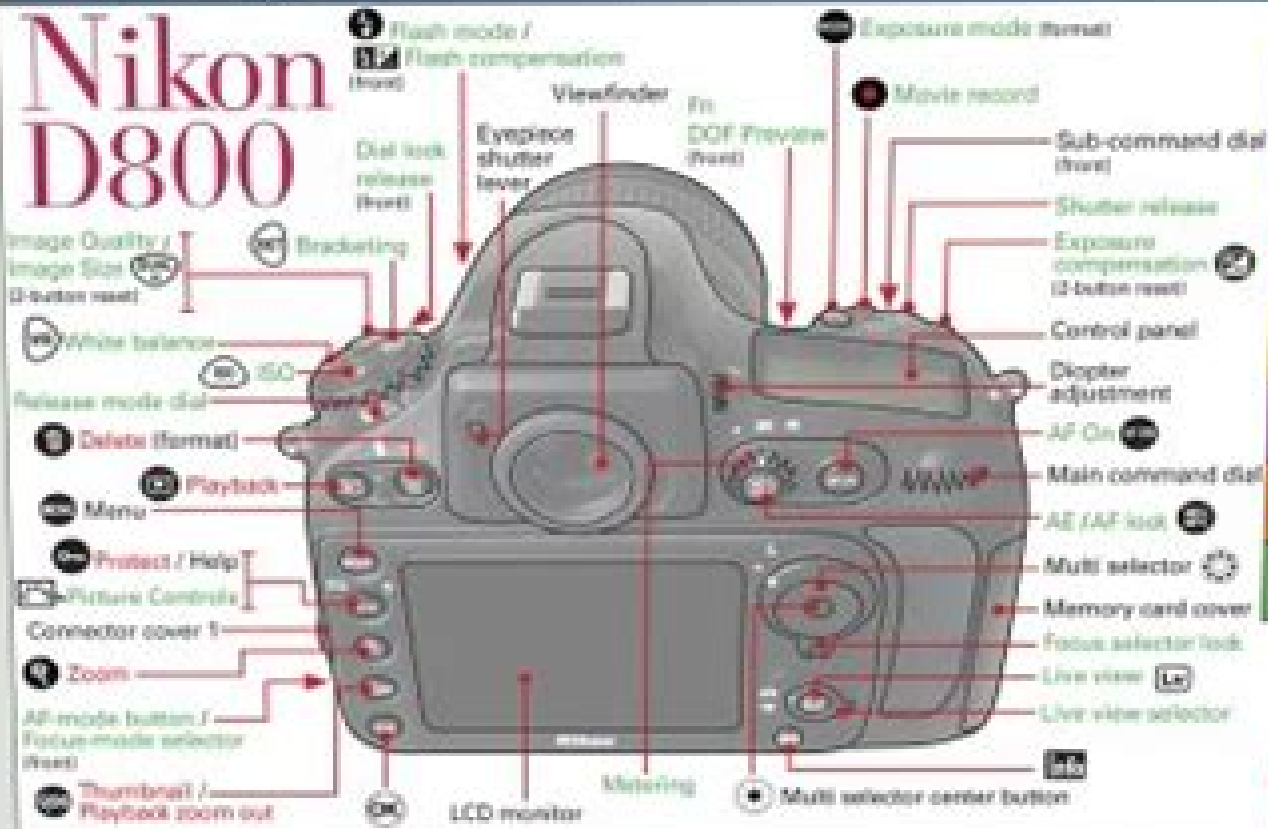 Nikon
D800
Flash mode /
Flash compensation
(front)
Viewfinder
Eyepiece
shutter
lever
Dial lock
release
(front)
Fn
DOF Preview
(front)
Exposure mode (format)
Movie record
Sub-command dial
(front)
Shutter release
Exposure
compensation
(2-button reset)
Control panel
Diopter
adjustment
AF On
Main command dial
AE / AF lock
Multi selector
Memory card cover
Focus selector lock
Live view Lv
Live view selector
info
Image Quality /
Image Size
(2-button reset)
Bracketing
White balance
ISO
Release mode dial
Delete (format)
Playback
Menu
Protect / Help
Picture Controls
Connector cover 1
Zoom
AF-mode button /
Focus-mode selector
(front)
Thumbnail /
Playback zoom out
OK
LCD monitor
Metering
Multi selector center button